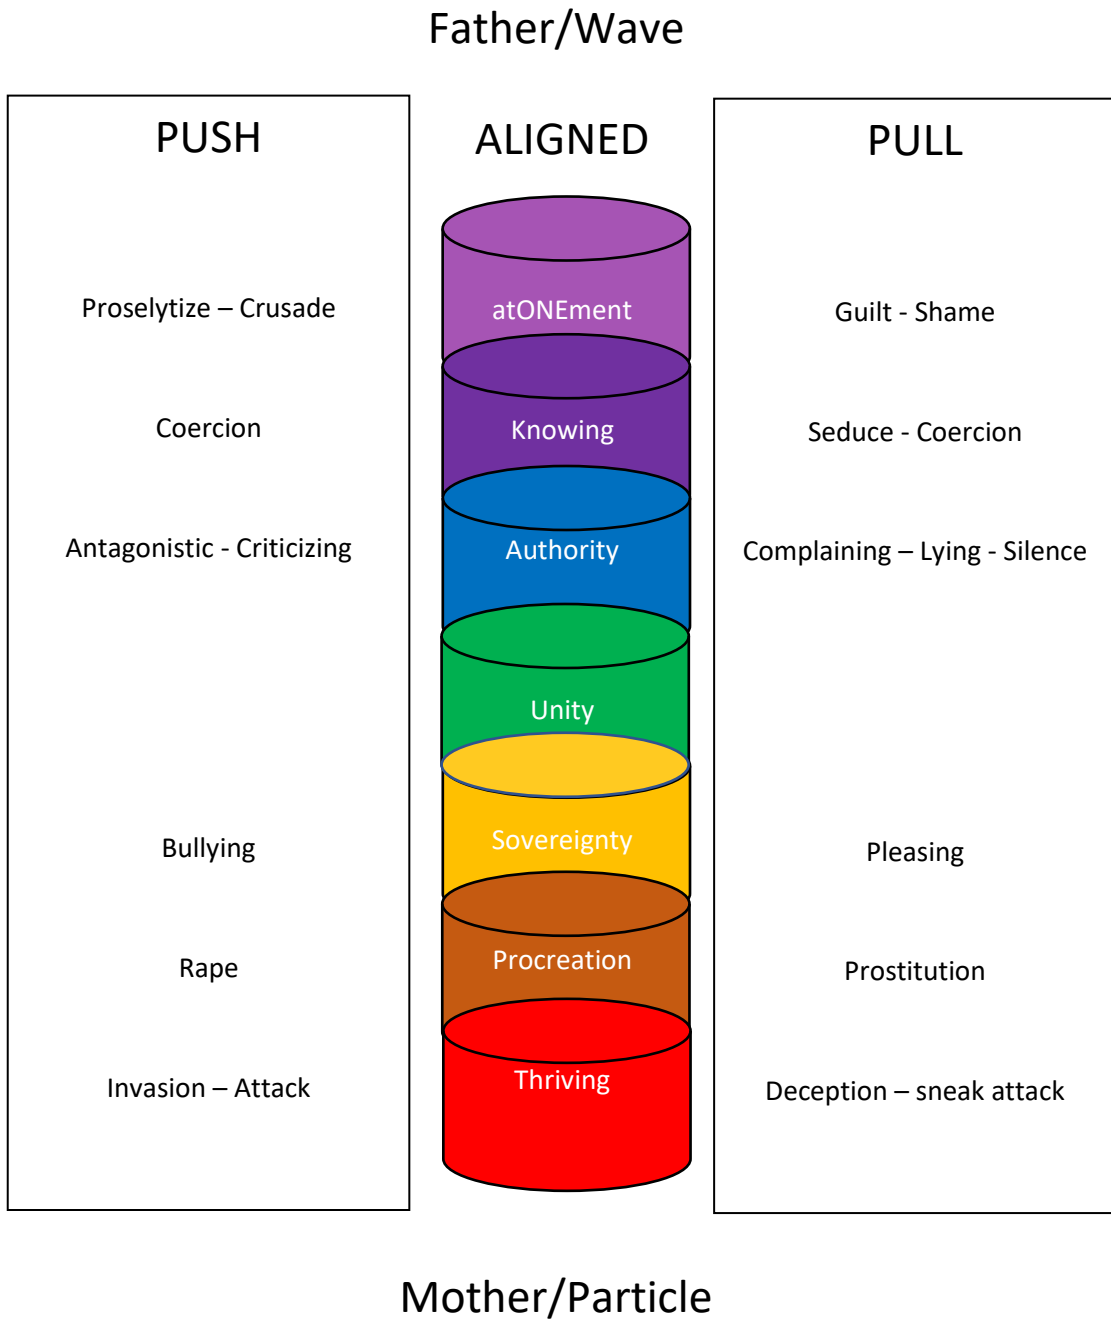 Father/Wave
PUSH
ALIGNED
PULL
Proselytize – Crusade
atONEment
Guilt - Shame
Coercion
Knowing
Seduce - Coercion
Antagonistic - Criticizing
Authority
Complaining – Lying - Silence
Unity
Bullying
Sovereignty
Pleasing
Rape
Procreation
Prostitution
Invasion – Attack
Thriving
Deception – sneak attack
Mother/Particle